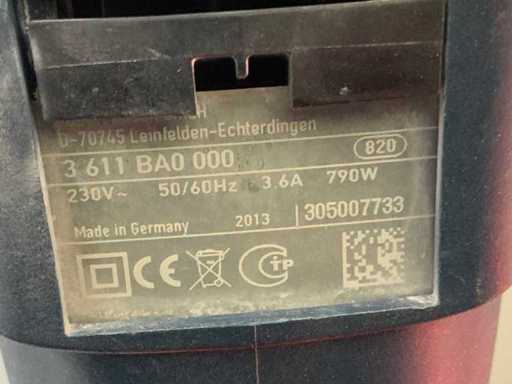 D-70745 Leinfelden-Echterdingen
3 611 BA0 000
820
230V~ 50/60Hz 3.6A 790W
Made in Germany 2013 305007733
CE